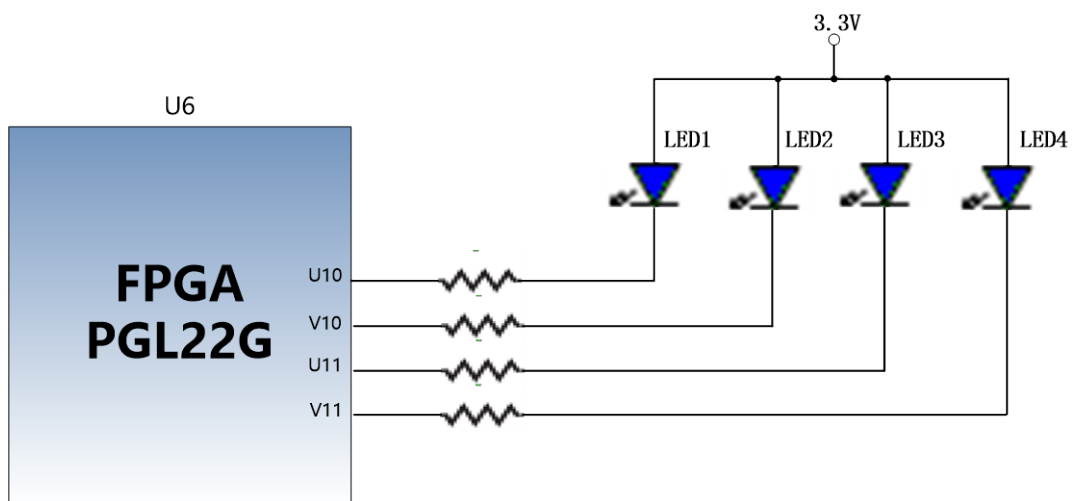 3.3V
U6
LED1
LED2
LED3
LED4
FPGA
PGL22G
U10
V10
U11
V11